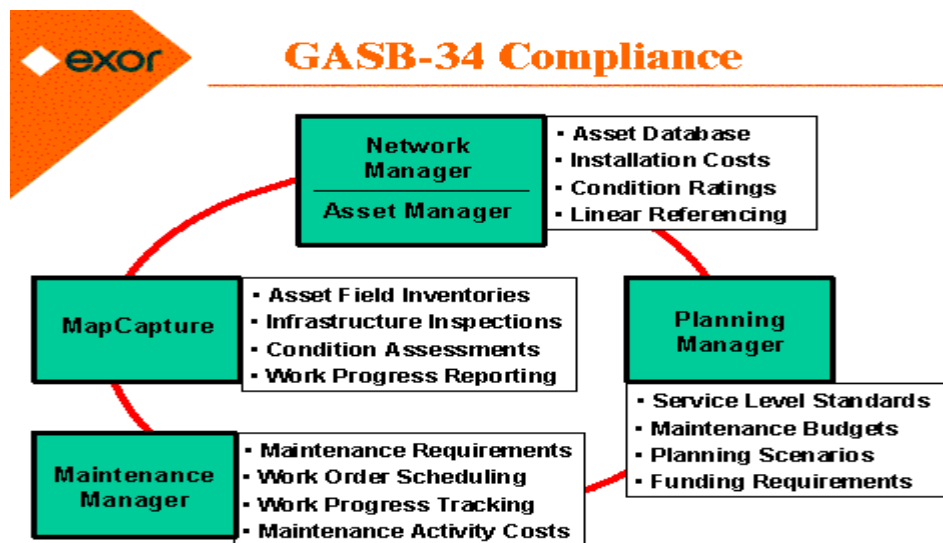 exor
GASB-34 Compliance
Network
Manager
Asset Manager
▪ Asset Database
▪ Installation Costs
▪ Condition Ratings
▪ Linear Referencing
MapCapture
▪ Asset Field Inventories
▪ Infrastructure Inspections
▪ Condition Assessments
▪ Work Progress Reporting
Planning
Manager
▪ Service Level Standards
▪ Maintenance Budgets
▪ Planning Scenarios
▪ Funding Requirements
Maintenance
Manager
▪ Maintenance Requirements
▪ Work Order Scheduling
▪ Work Progress Tracking
▪ Maintenance Activity Costs